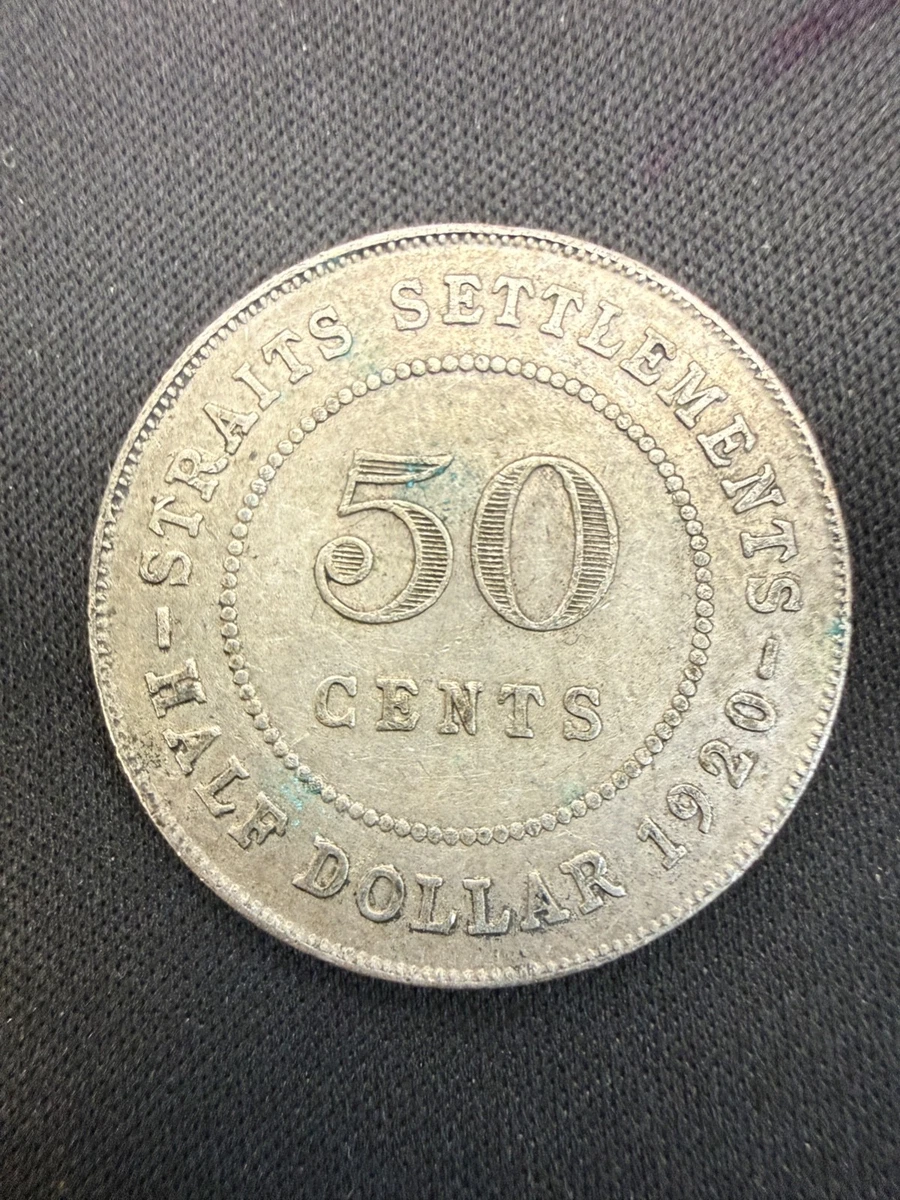 STRAITS SETTLEMENTS
50
CENTS
HALF DOLLAR 1920